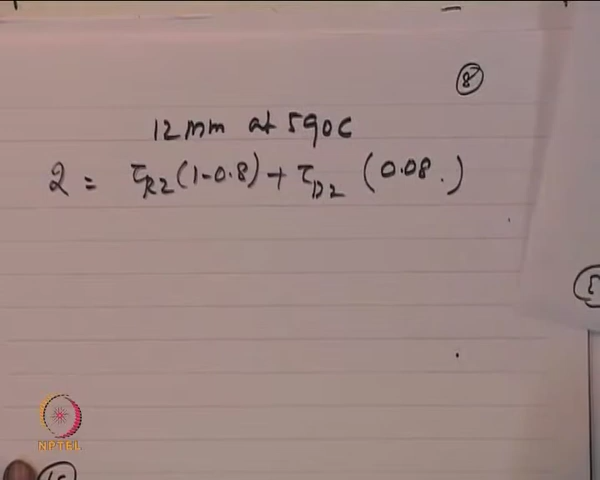 8
12 mm at 590C
2 = τR2 (1-0.8) + τD2 (0.08 .)
NPTEL